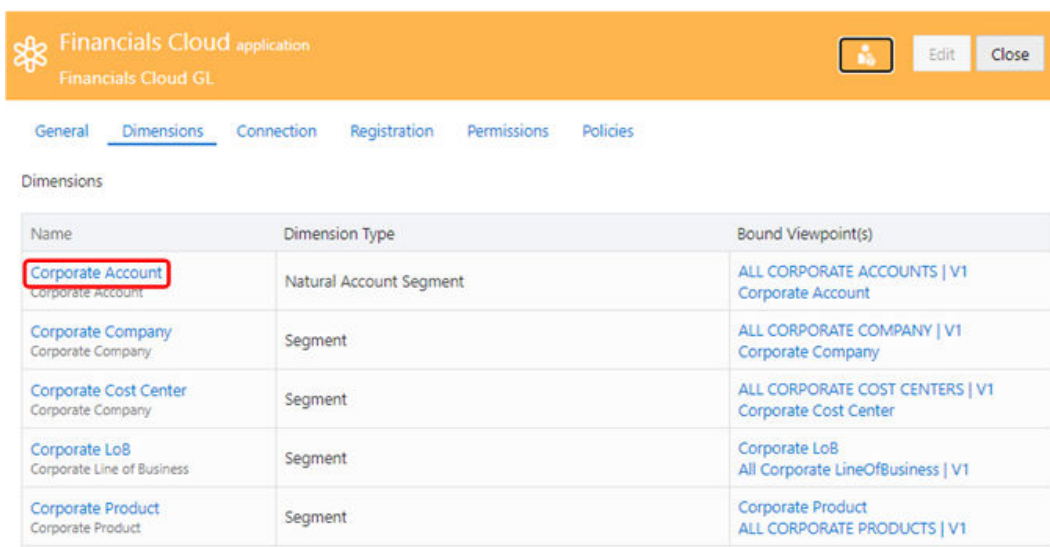 Financials Cloud application
Financials Cloud GL
Edit
Close
General Dimensions Connection Registration Permissions Policies
Dimensions
Name Dimension Type Bound Viewpoint(s)
Corporate Account
Corporate Account
Natural Account Segment
ALL CORPORATE ACCOUNTS | V1
Corporate Account
Corporate Company
Corporate Company
Segment
ALL CORPORATE COMPANY | V1
Corporate Company
Corporate Cost Center
Corporate Company
Segment
ALL CORPORATE COST CENTERS | V1
Corporate Cost Center
Corporate LoB
Corporate Line of Business
Segment
Corporate LoB
All Corporate LineOfBusiness | V1
Corporate Product
Corporate Product
Segment
Corporate Product
ALL CORPORATE PRODUCTS | V1